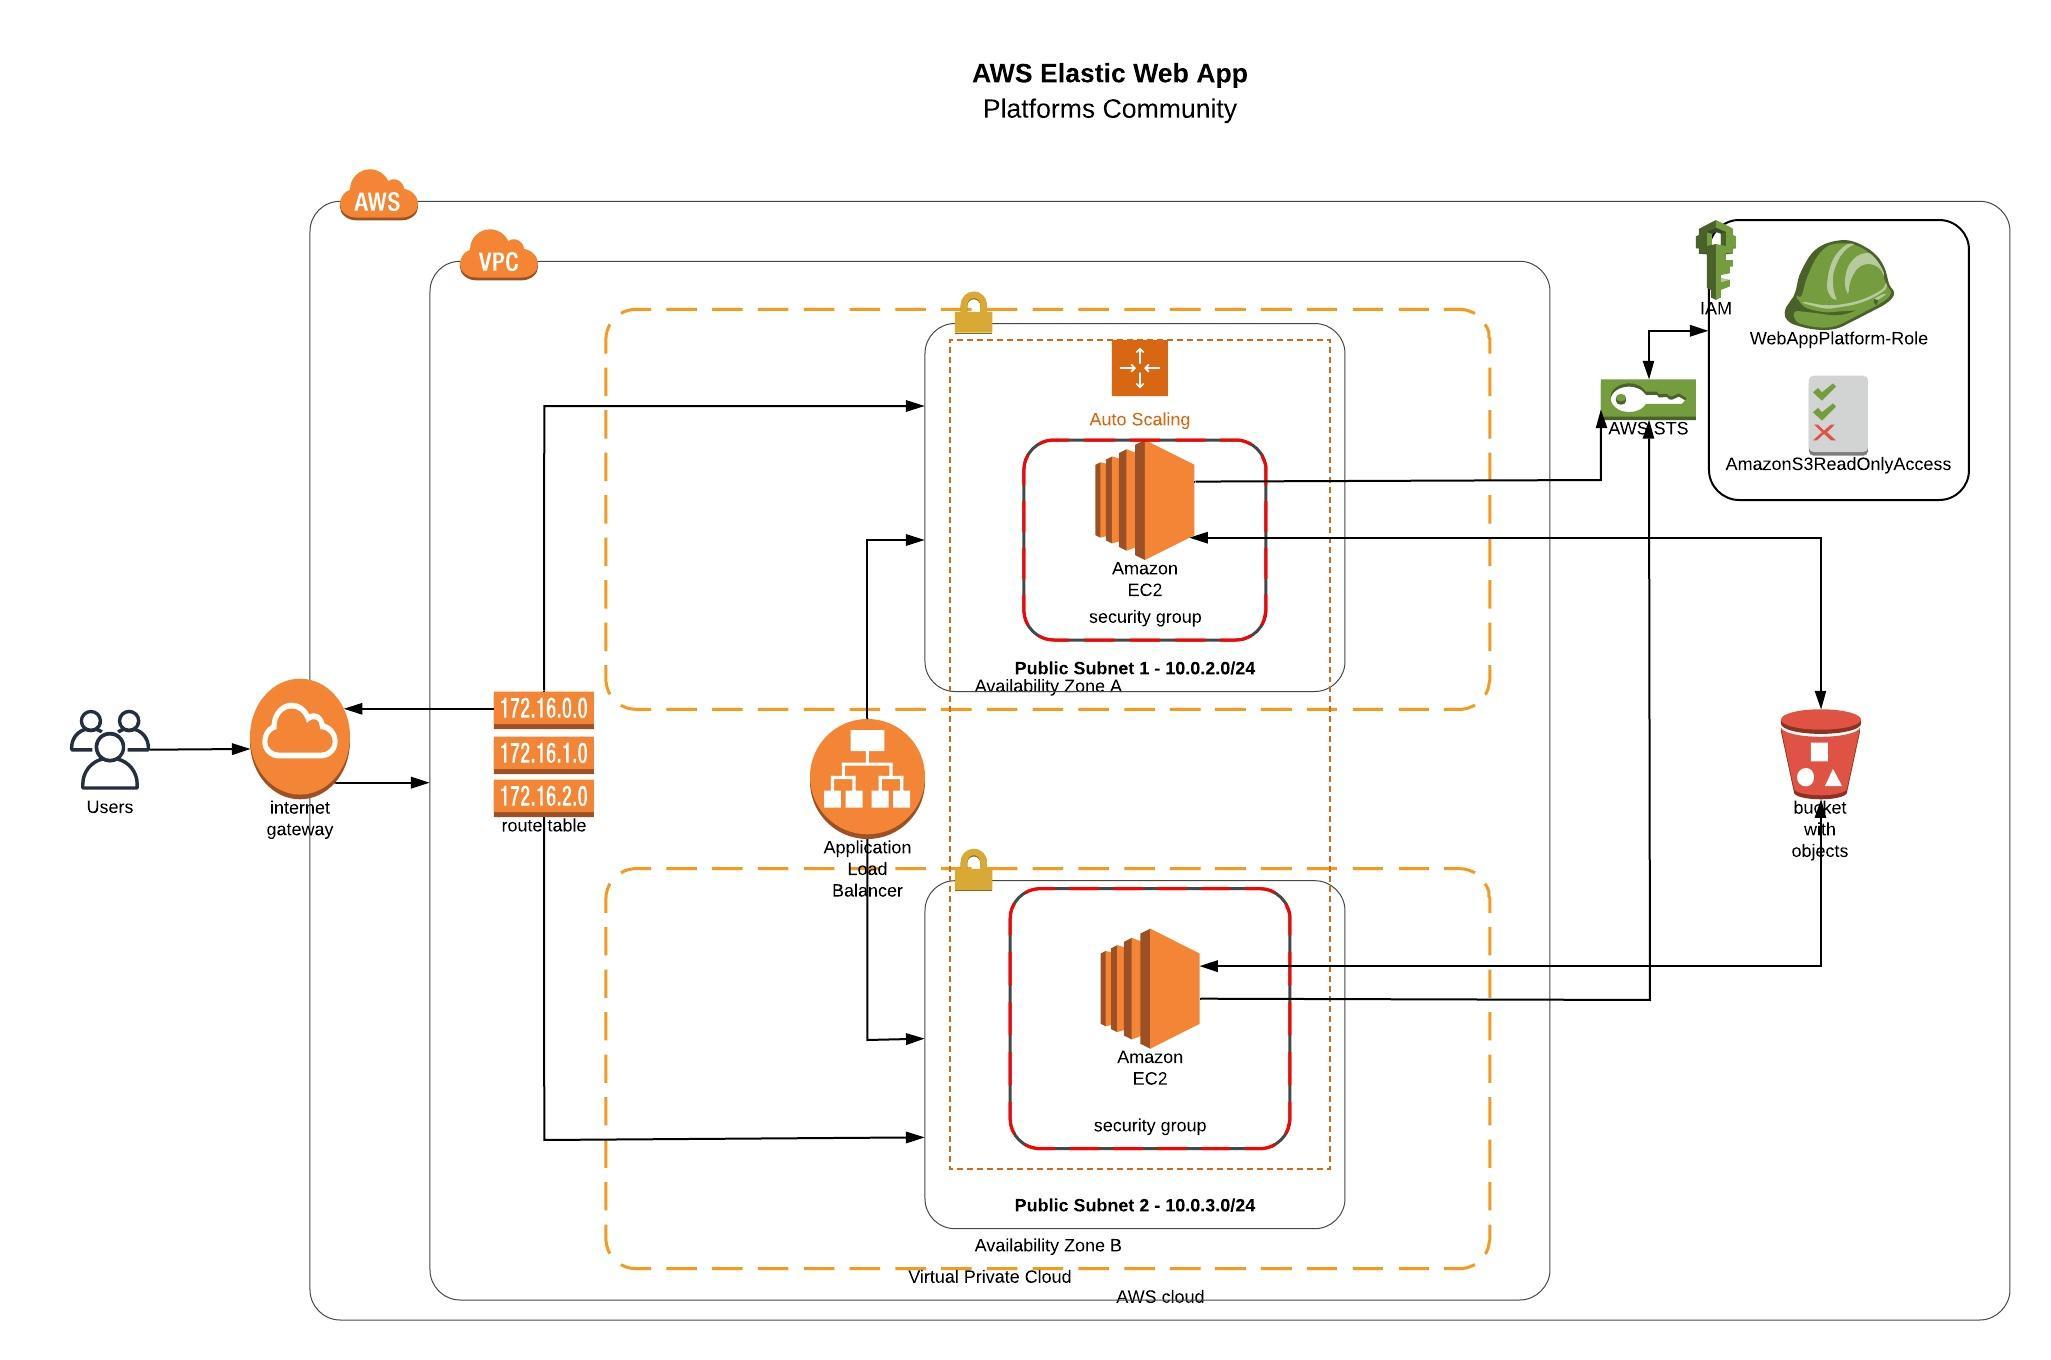 AWS Elastic Web App
Platforms Community
AWS
VPC
IAM
WebAppPlatform-Role
AWS STS
AmazonS3ReadOnlyAccess
Auto Scaling
Amazon
EC2
security group
Public Subnet 1 - 10.0.2.0/24
Availability Zone A
172.16.0.0
172.16.1.0
172.16.2.0
route table
Users
internet
gateway
Application
Load
Balancer
bucket
with
objects
Amazon
EC2
security group
Public Subnet 2 - 10.0.3.0/24
Availability Zone B
Virtual Private Cloud
AWS cloud